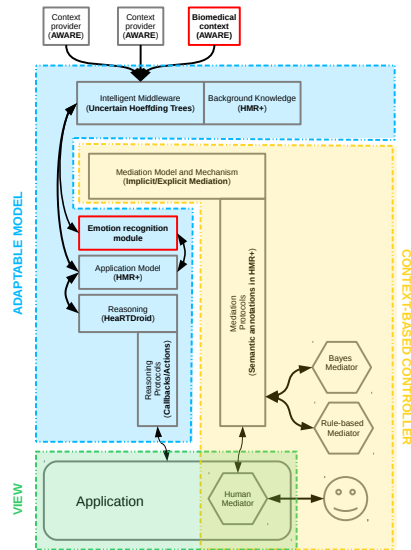 Context
provider
(AWARE)
Context
provider
(AWARE)
Biomedical
context
(AWARE)
Intelligent Middleware
(Uncertain Hoeffding Trees)
Background Knowledge
(HMR+)
Mediation Model and Mechanism
(Implicit/Explicit Mediation)
Emotion recognition
module
Application Model
(HMR+)
Reasoning
(HeaRTDroid)
Reasoning
Protocols
(Callbacks/Actions)
Mediation
Protocols
(Semantic annotations in HMR+)
Bayes
Mediator
Rule-based
Mediator
Application
Human
Mediator
ADAPTABLE MODEL
VIEW
CONTEXT-BASED CONTROLLER